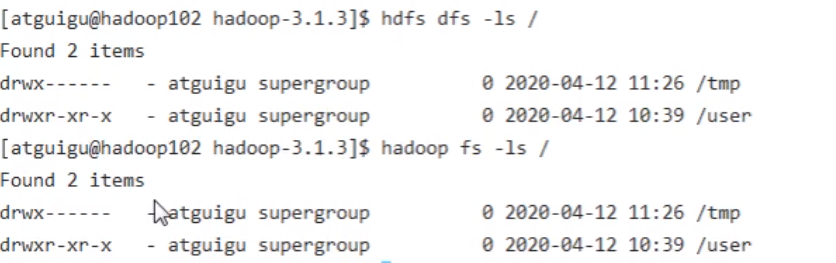 [atguigu@hadoop102 hadoop-3.1.3]$ hdfs dfs -ls /
Found 2 items
drwx------   - atguigu supergroup          0 2020-04-12 11:26 /tmp
drwxr-xr-x   - atguigu supergroup          0 2020-04-12 10:39 /user
[atguigu@hadoop102 hadoop-3.1.3]$ hadoop fs -ls /
Found 2 items
drwx------   - atguigu supergroup          0 2020-04-12 11:26 /tmp
drwxr-xr-x   - atguigu supergroup          0 2020-04-12 10:39 /user